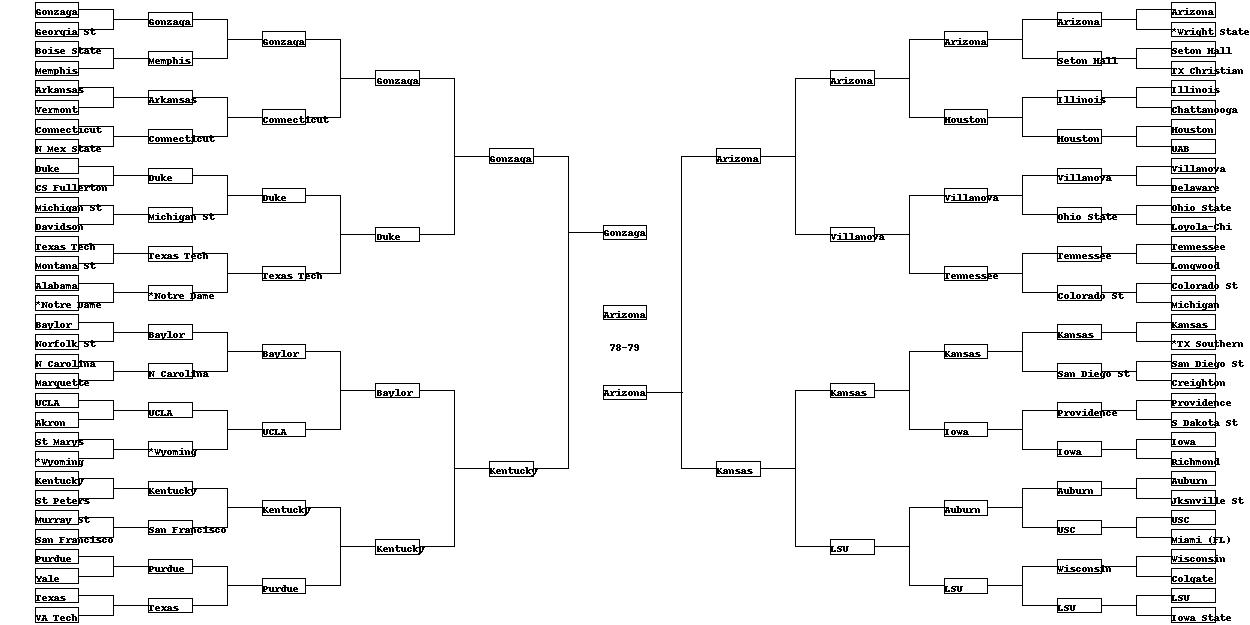 Gonzaga
Georgia St
Boise State
Memphis
Arkansas
Vermont
Connecticut
N Mex State
Duke
CS Fullerton
Michigan St
Davidson
Texas Tech
Montana St
Alabama
*Notre Dame
Baylor
Norfolk St
N Carolina
Marquette
UCLA
Akron
St Marys
*Wyoming
Kentucky
St Peters
Murray St
San Francisco
Purdue
Yale
Texas
VA Tech
Gonzaga
Memphis
Arkansas
Connecticut
Duke
Michigan St
Texas Tech
*Notre Dame
Baylor
N Carolina
UCLA
*Wyoming
Kentucky
San Francisco
Purdue
Texas
Gonzaga
Connecticut
Duke
Texas Tech
Baylor
UCLA
Kentucky
Purdue
Gonzaga
Duke
Baylor
Kentucky
Gonzaga
Kentucky
Gonzaga
Arizona
78-79
Arizona
Arizona
Kansas
Arizona
Villanova
Kansas
LSU
Arizona
Houston
Villanova
Tennessee
Kansas
Iowa
Auburn
LSU
Arizona
Seton Hall
Illinois
Houston
Villanova
Ohio State
Tennessee
Colorado St
Kansas
San Diego St
Providence
Iowa
Auburn
USC
Wisconsin
LSU
Arizona
*Wright State
Seton Hall
TX Christian
Illinois
Chattanooga
Houston
UAB
Villanova
Delaware
Ohio State
Loyola-Chi
Tennessee
Longwood
Colorado St
Michigan
Kansas
*TX Southern
San Diego St
Creighton
Providence
S Dakota St
Iowa
Richmond
Auburn
Jksnville St
USC
Miami (FL)
Wisconsin
Colgate
LSU
Iowa State